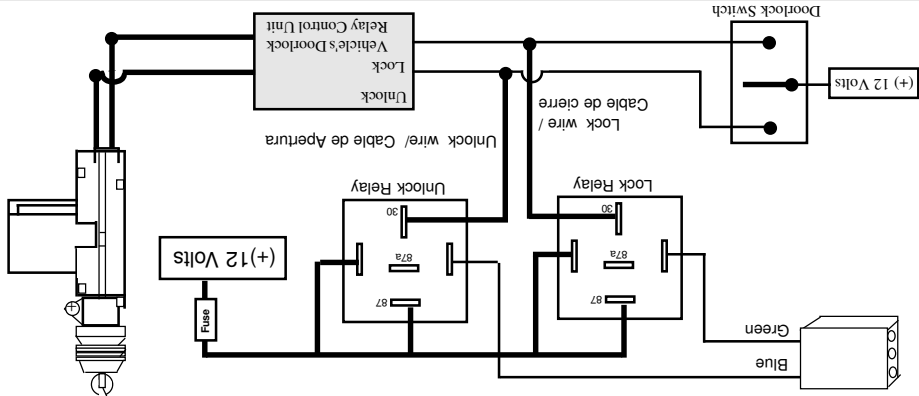 Blue
Green
Fuse
(+)12 Volts
87
87a
30
Unlock Relay
87
87a
30
Lock Relay
Unlock wire/ Cable de Apertura
Lock wire /
Cable de cierre
Unlock
Lock
Vehicle's Doorlock
Relay Control Unit
(+) 12 Volts
Doorlock Switch